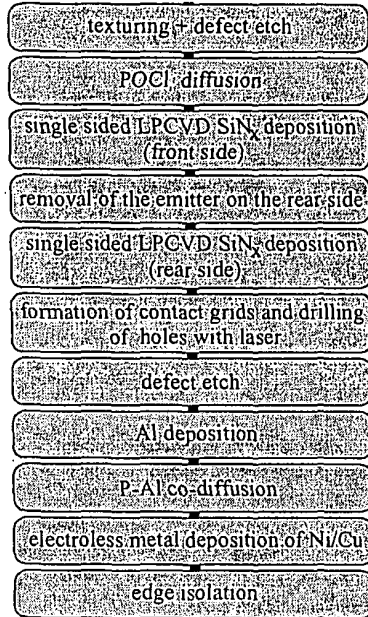 texturing + defect etch
POCl diffusion
single sided LPCVD SiNx deposition
(front side)
removal of the emitter on the rear side
single sided LPCVD SiNx deposition
(rear side)
formation of contact grids and drilling
of holes with laser
defect etch
Al deposition
P-Al co-diffusion
electroless metal deposition of Ni/Cu
edge isolation